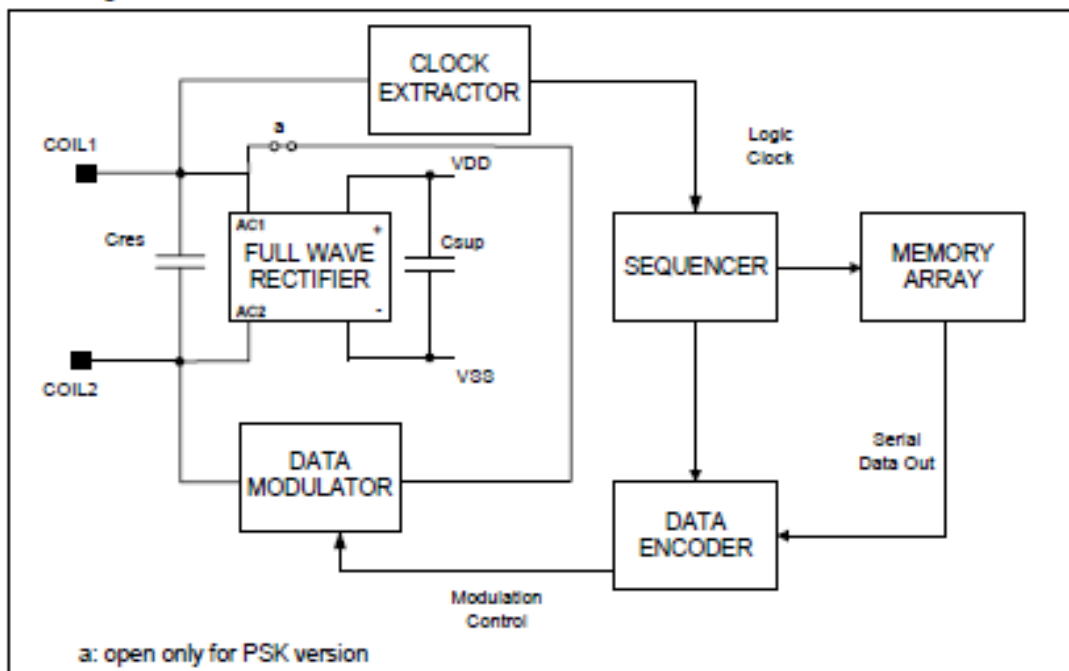 CLOCK
EXTRACTOR
a
COIL1
Logic
Clock
VDD
AC1
+
Cres
FULL WAVE
RECTIFIER
Csup
SEQUENCER
MEMORY
ARRAY
AC2
-
VSS
COIL2
DATA
MODULATOR
Serial
Data Out
DATA
ENCODER
Modulation
Control
a: open only for PSK version